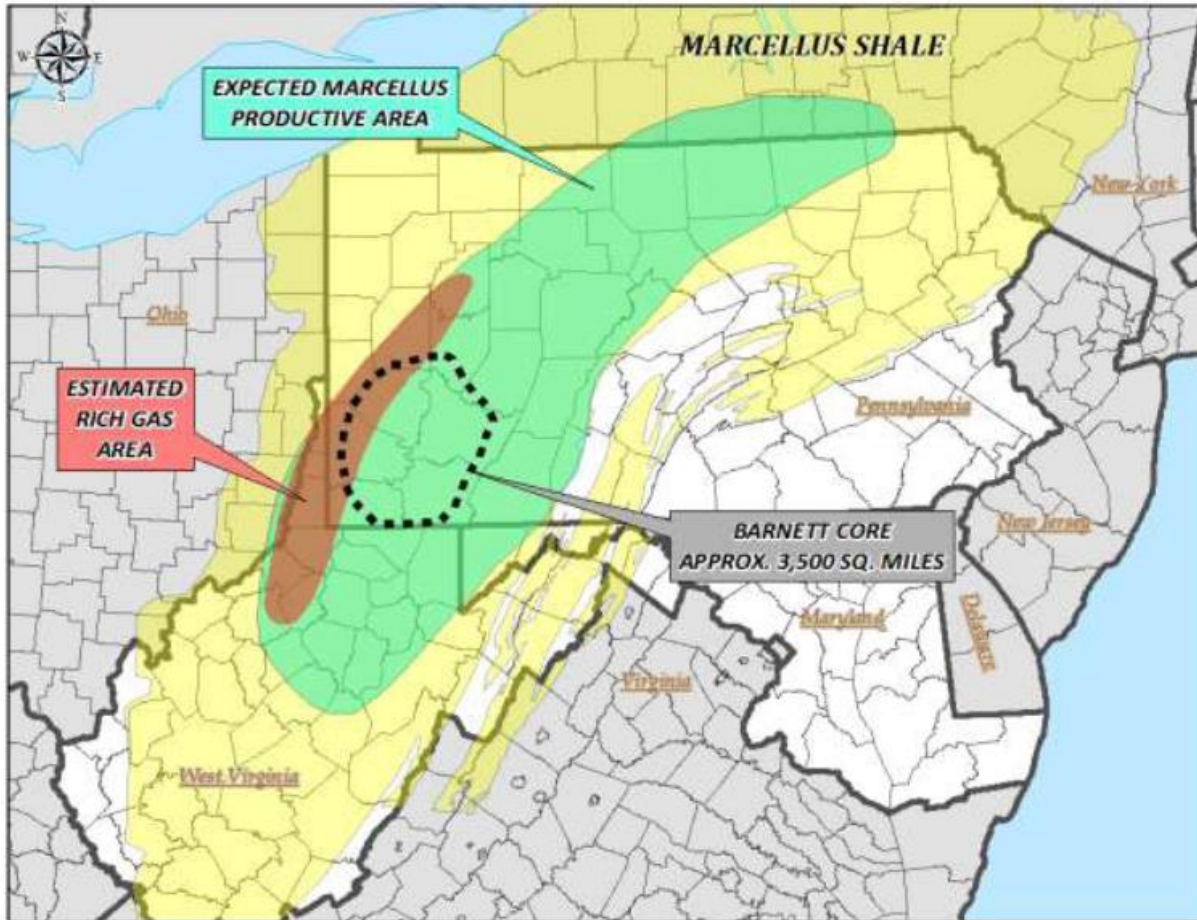 N
W E
S
MARCELLUS SHALE
EXPECTED MARCELLUS
PRODUCTIVE AREA
New York
Ohio
ESTIMATED
RICH GAS
AREA
Pennsylvania
BARNETT CORE
APPROX. 3,500 SQ. MILES
New Jersey
Maryland
Delaware
Virginia
West Virginia